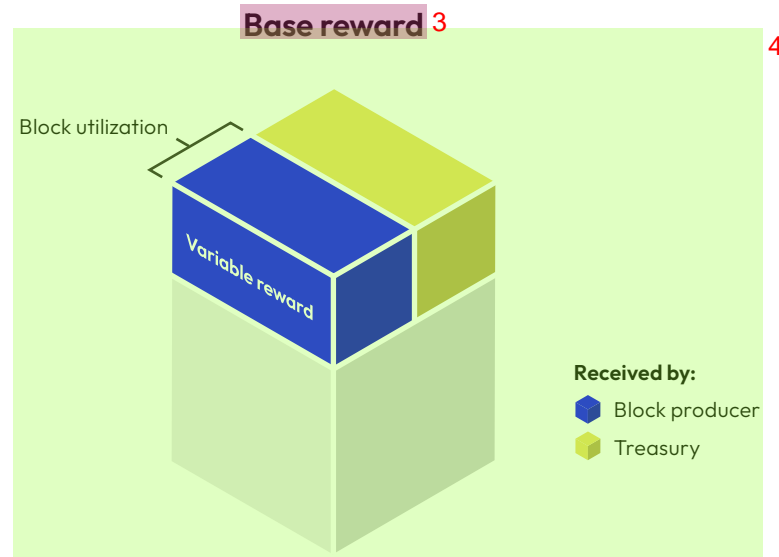 Base reward 3
4
Block utilization
Variable reward
Received by:
Block producer
Treasury